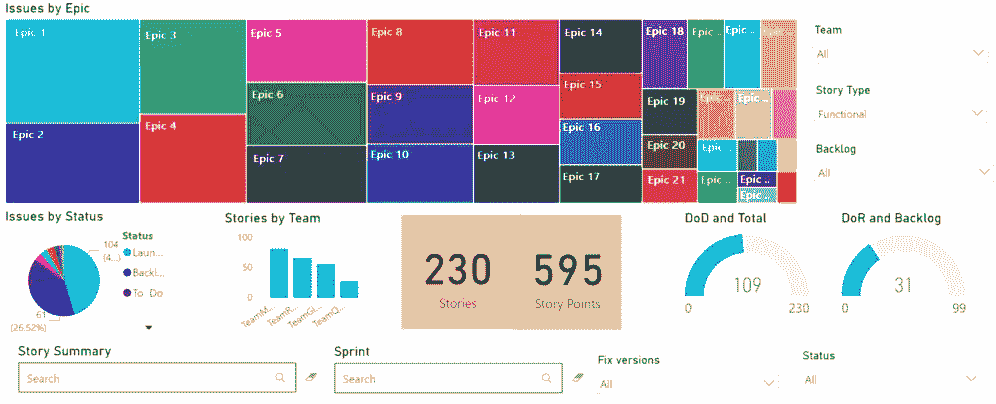 Issues by Epic
Epic 1
Epic 2
Epic 3
Epic 4
Epic 5
Epic 6
Epic 7
Epic 8
Epic 9
Epic 10
Epic 11
Epic 12
Epic 13
Epic 14
Epic 15
Epic 16
Epic 17
Epic 18
Epic 19
Epic 20
Epic 21
Epic ..
Epic ..
Epic ..
Epic ..
Epic ...
Epic ..
Epic ...
Team
All
Story Type
Functional
Backlog
All
Issues by Status
104
(4...)
61
(26.52%)
Status
Laun...
Backl...
To Do
Stories by Team
100
50
0
TeamM...
TeamR...
TeamGl...
TeamQ...
230
Stories
595
Story Points
DoD and Total
109
0
230
DoR and Backlog
31
0
99
Story Summary
Search
Sprint
Search
Fix versions
All
Status
All